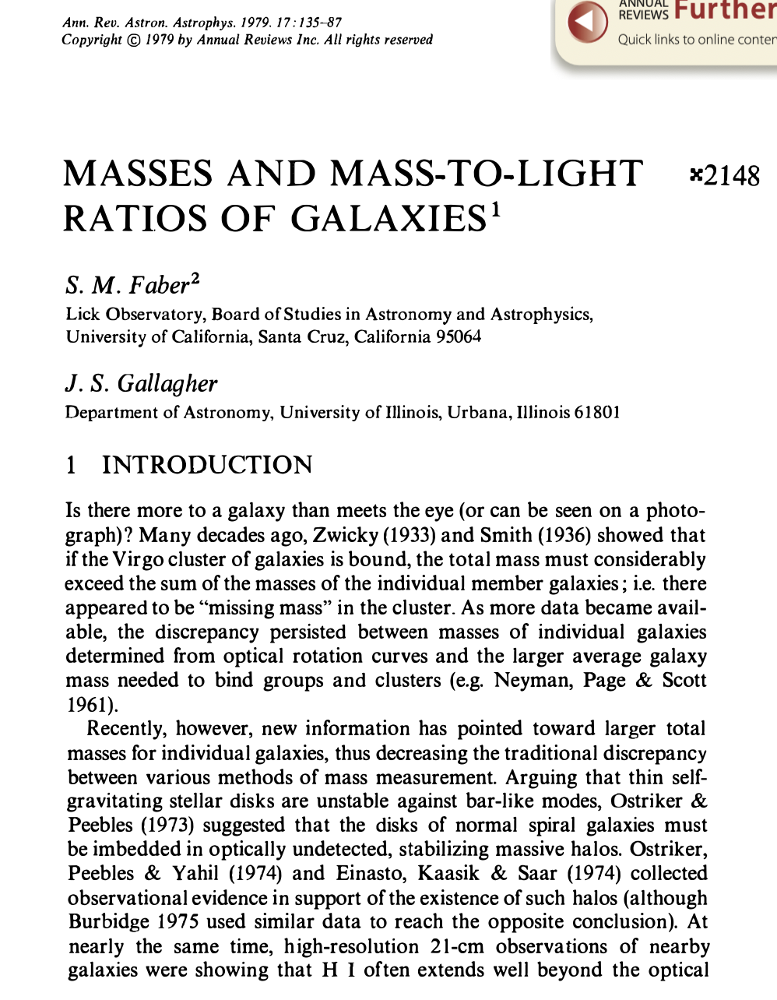 Ann. Rev. Astron. Astrophys. 1979. 17:135–87
Copyright © 1979 by Annual Reviews Inc. All rights reserved
ANNUAL
REVIEWS Further
Quick links to online conten
MASSES AND MASS-TO-LIGHT ×2148
RATIOS OF GALAXIES¹
S. M. Faber²
Lick Observatory, Board of Studies in Astronomy and Astrophysics,
University of California, Santa Cruz, California 95064
J. S. Gallagher
Department of Astronomy, University of Illinois, Urbana, Illinois 61801
1 INTRODUCTION
Is there more to a galaxy than meets the eye (or can be seen on a photo-
graph)? Many decades ago, Zwicky (1933) and Smith (1936) showed that
if the Virgo cluster of galaxies is bound, the total mass must considerably
exceed the sum of the masses of the individual member galaxies; i.e. there
appeared to be “missing mass” in the cluster. As more data became avail-
able, the discrepancy persisted between masses of individual galaxies
determined from optical rotation curves and the larger average galaxy
mass needed to bind groups and clusters (e.g. Neyman, Page & Scott
1961).
Recently, however, new information has pointed toward larger total
masses for individual galaxies, thus decreasing the traditional discrepancy
between various methods of mass measurement. Arguing that thin self-
gravitating stellar disks are unstable against bar-like modes, Ostriker &
Peebles (1973) suggested that the disks of normal spiral galaxies must
be imbedded in optically undetected, stabilizing massive halos. Ostriker,
Peebles & Yahil (1974) and Einasto, Kaasik & Saar (1974) collected
observational evidence in support of the existence of such halos (although
Burbidge 1975 used similar data to reach the opposite conclusion). At
nearly the same time, high-resolution 21-cm observations of nearby
galaxies were showing that H I often extends well beyond the optical